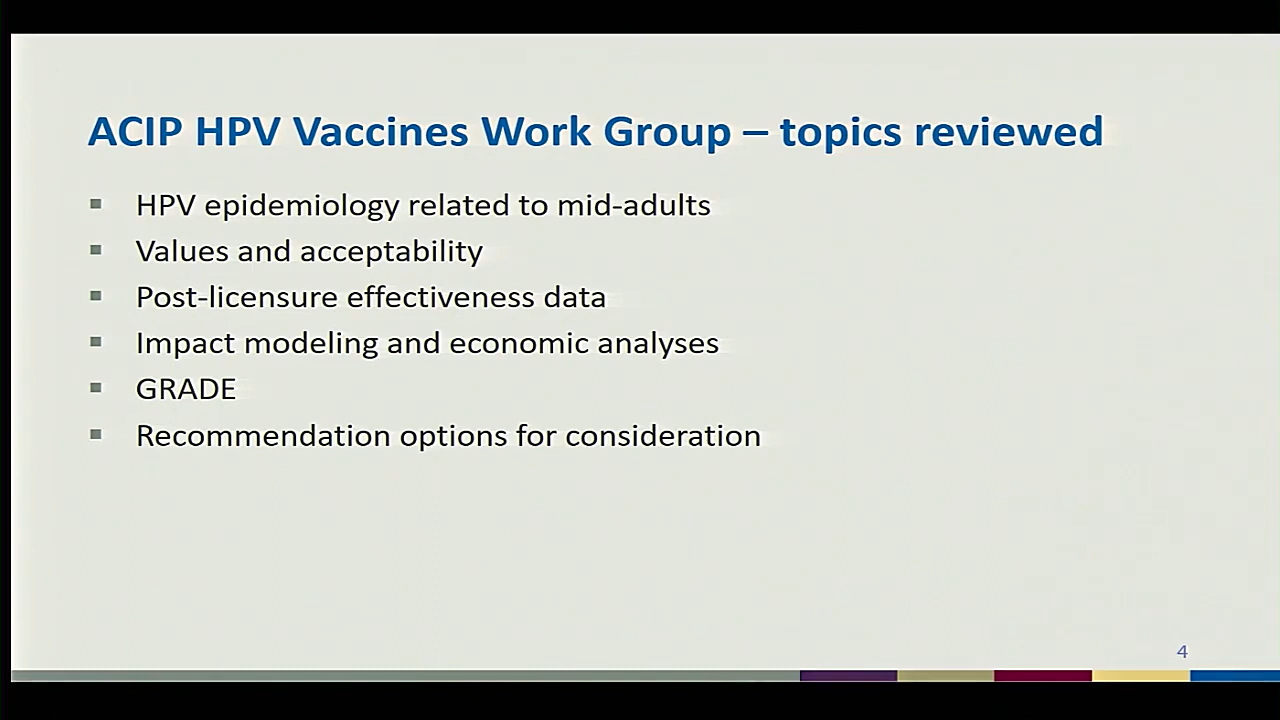 ACIP HPV Vaccines Work Group – topics reviewed
▪ HPV epidemiology related to mid-adults
▪ Values and acceptability
▪ Post-licensure effectiveness data
▪ Impact modeling and economic analyses
▪ GRADE
▪ Recommendation options for consideration
4